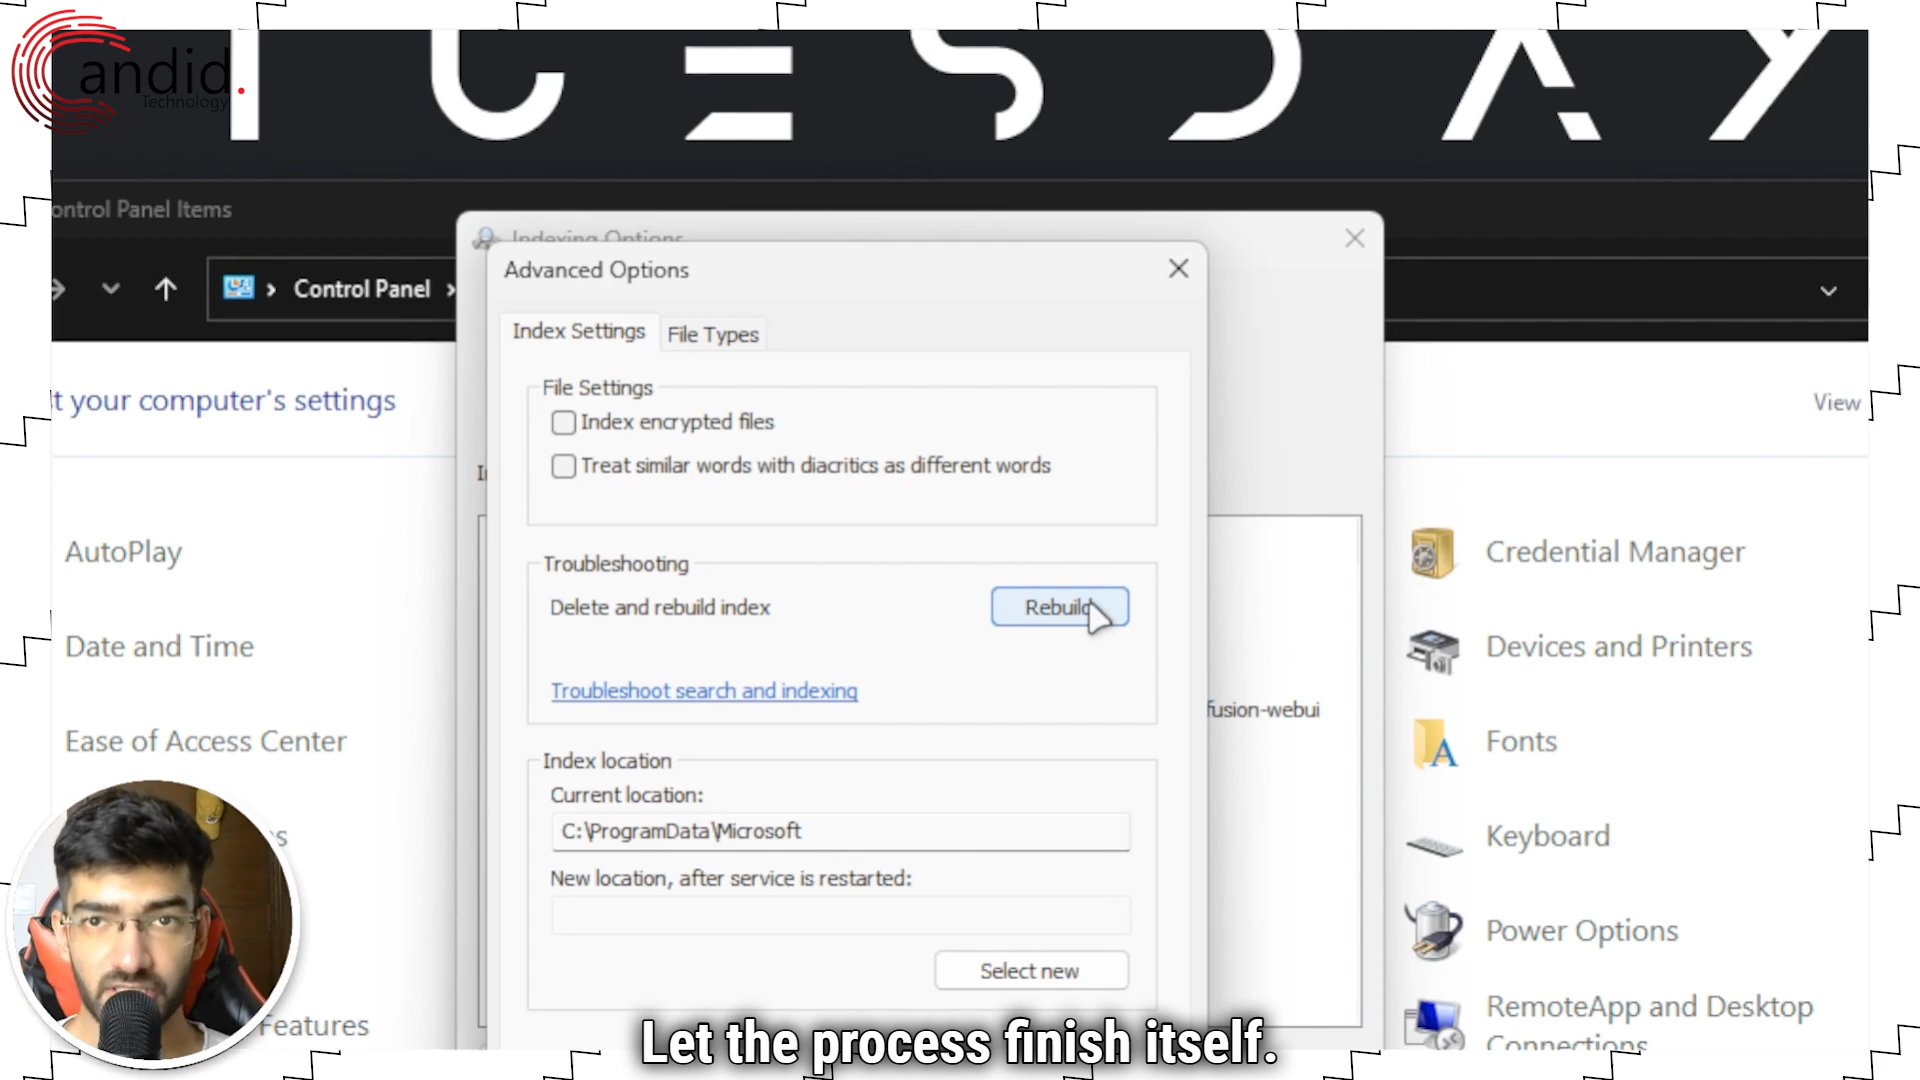 andid.
Technology
UESDAY
ontrol Panel Items
Indexing Options
Advanced Options
Control Panel
Index Settings
File Types
t your computer's settings
View
File Settings
Index encrypted files
Treat similar words with diacritics as different words
AutoPlay
Credential Manager
Troubleshooting
Delete and rebuild index
Rebuild
Date and Time
Devices and Printers
Troubleshoot search and indexing
fusion-webui
Ease of Access Center
Fonts
Index location
Current location:
C:\ProgramData\Microsoft
Keyboard
New location, after service is restarted:
Power Options
Select new
Features
RemoteApp and Desktop
Connections
Let the process finish itself.